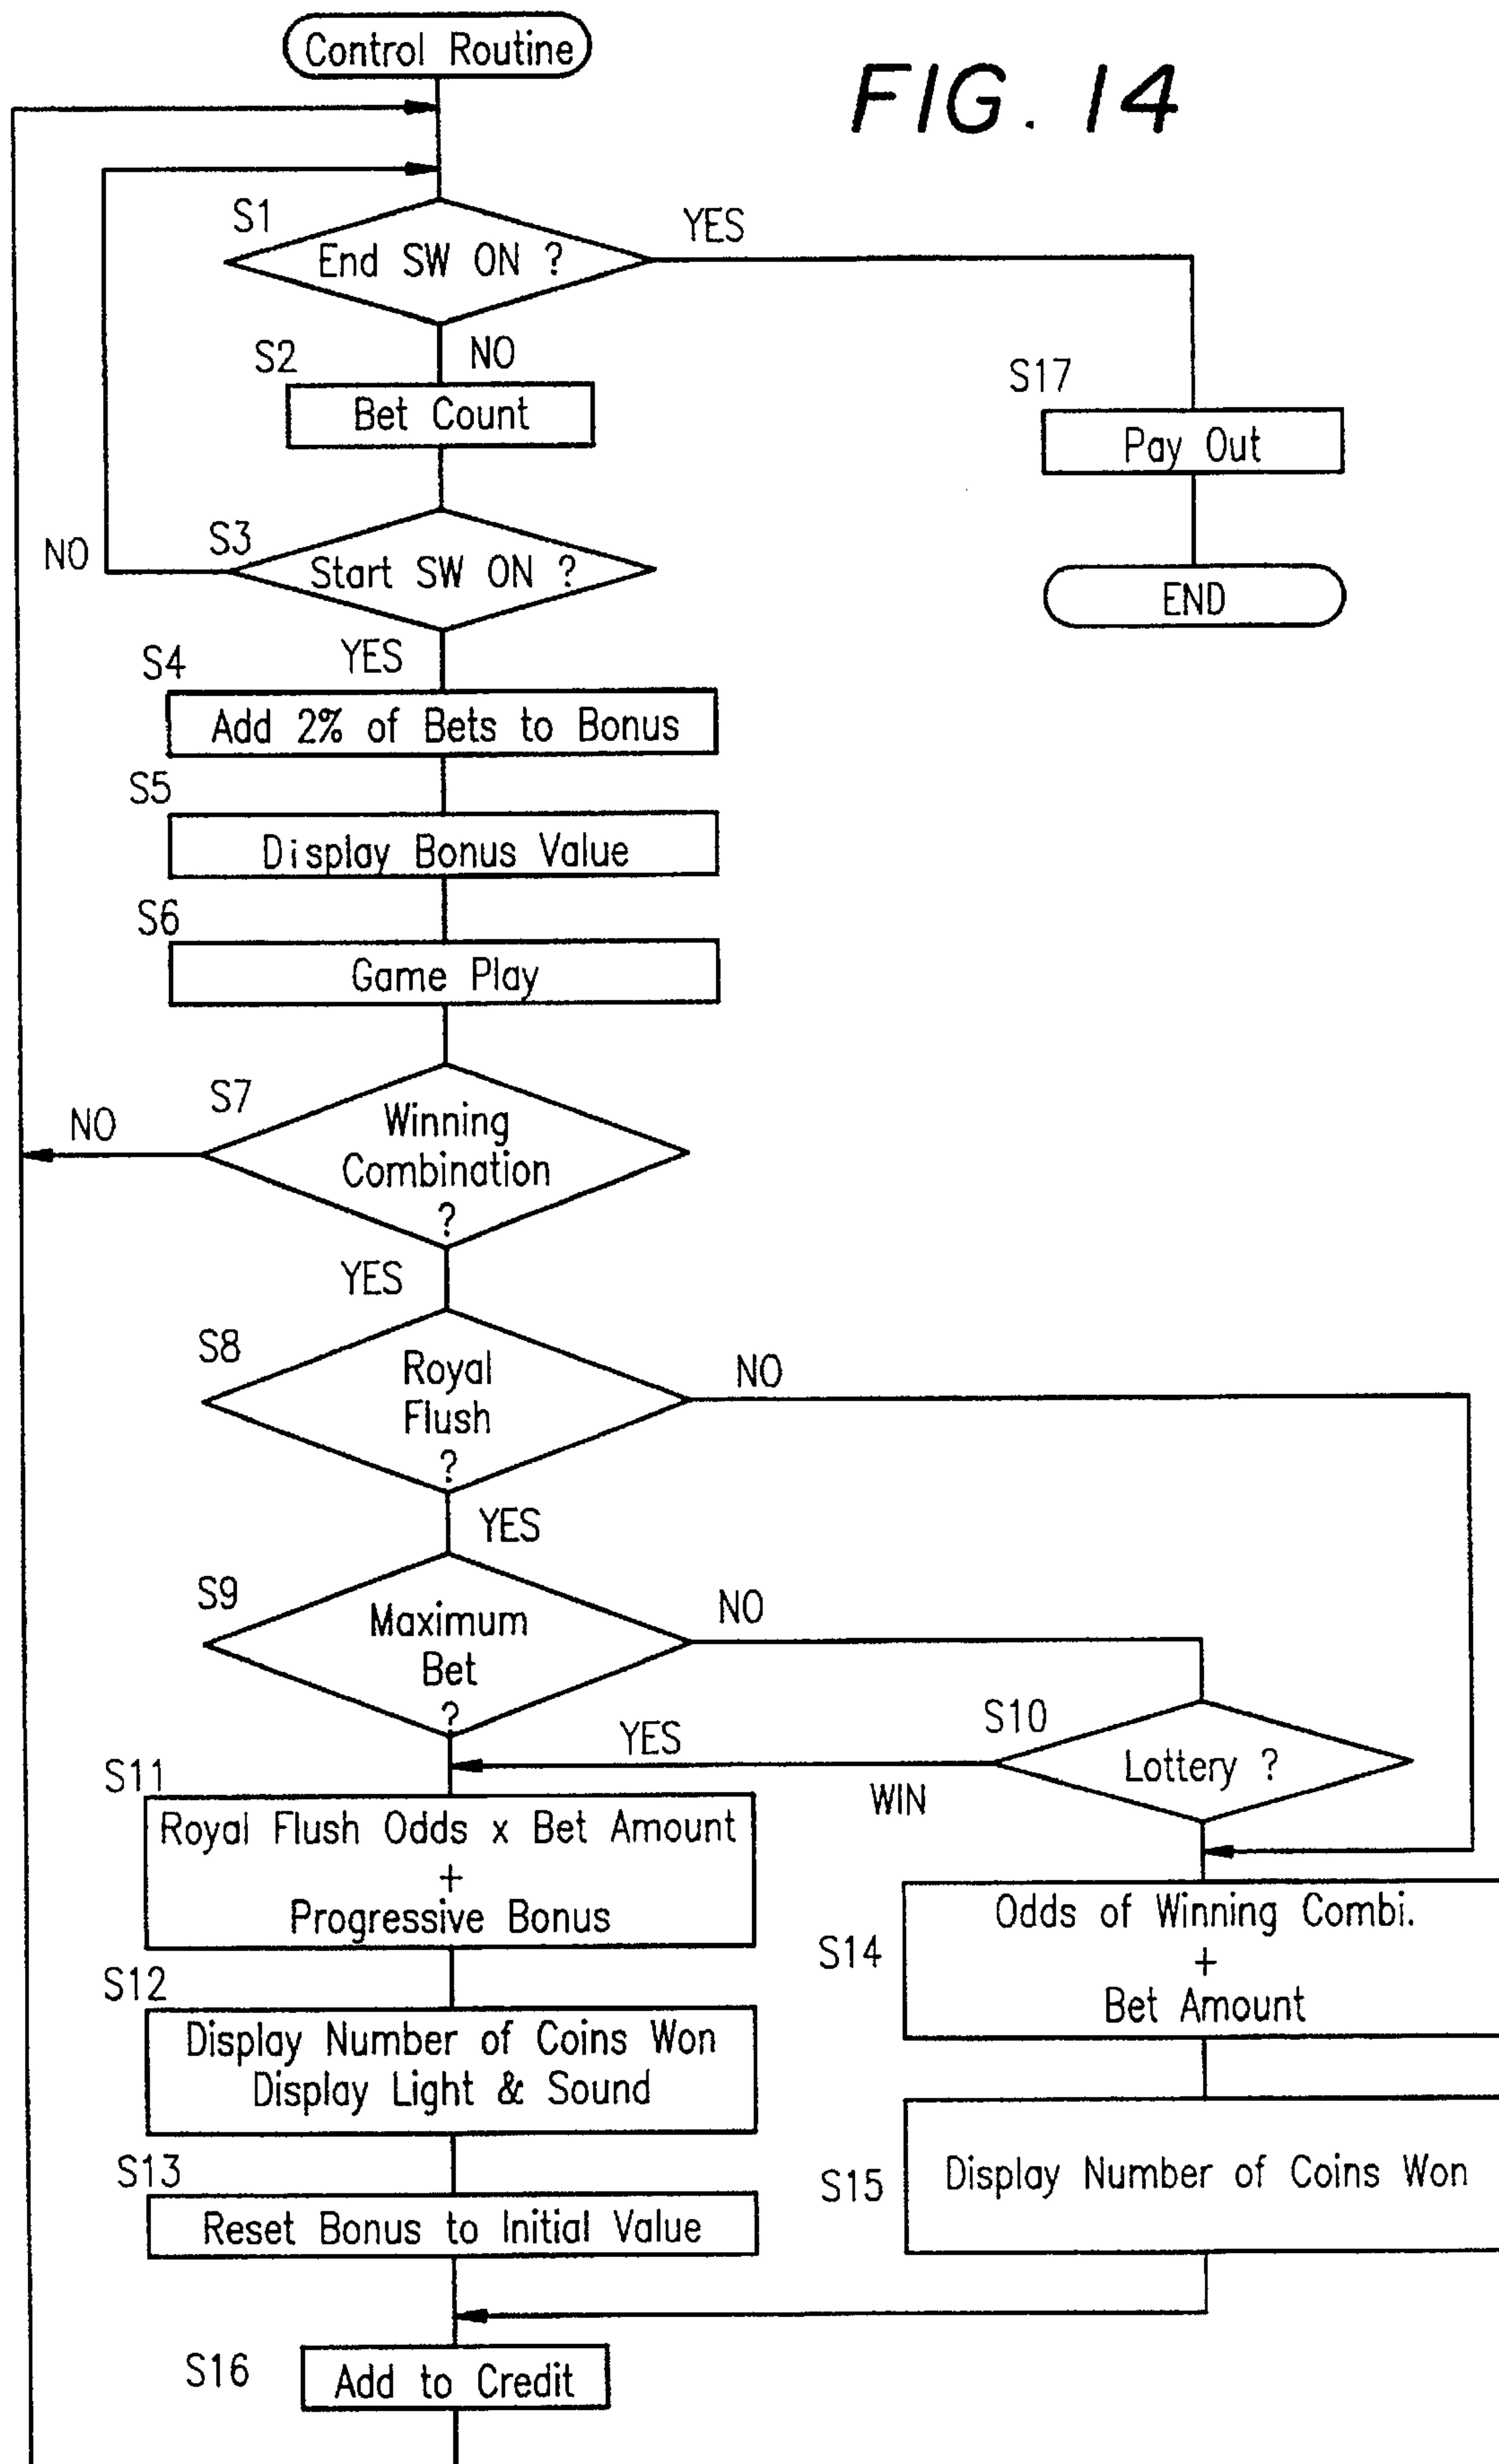 Control Routine
FIG. 14
S1
End SW ON ?
YES
NO
S2
Bet Count
S17
Pay Out
END
S3
NO
Start SW ON ?
YES
S4
Add 2% of Bets to Bonus
S5
Display Bonus Value
S6
Game Play
S7
NO
Winning
Combination
?
YES
S8
Royal
Flush
?
NO
YES
S9
Maximum
Bet
?
NO
YES
S10
Lottery ?
WIN
S11
Royal Flush Odds x Bet Amount
+
Progressive Bonus
S14
Odds of Winning Combi.
+
Bet Amount
S12
Display Number of Coins Won
Display Light & Sound
S15
Display Number of Coins Won
S13
Reset Bonus to Initial Value
S16
Add to Credit